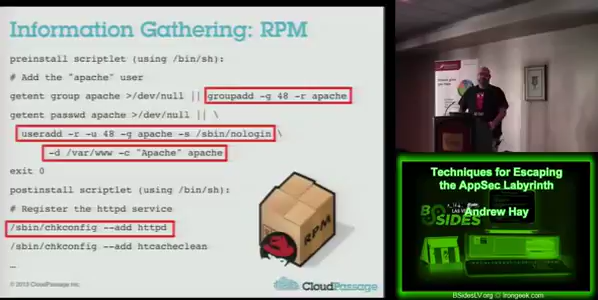 Information Gathering: RPM
preinstall scriptlet (using /bin/sh):
# Add the "apache" user
getent group apache >/dev/null || groupadd -g 48 -r apache
getent passwd apache >/dev/null || \
useradd -r -u 48 -g apache -s /sbin/nologin \
-d /var/www -c "Apache" apache
exit 0
postinstall scriptlet (using /bin/sh):
# Register the httpd service
/sbin/chkconfig --add httpd
/sbin/chkconfig --add htcacheclean
…
RPM
© 2013 CloudPassage Inc.
CloudPassage
Techniques for Escaping
the AppSec Labyrinth
Andrew Hay
BSIDES
LAS VEGAS
BSidesLV.org
Irongeek.com